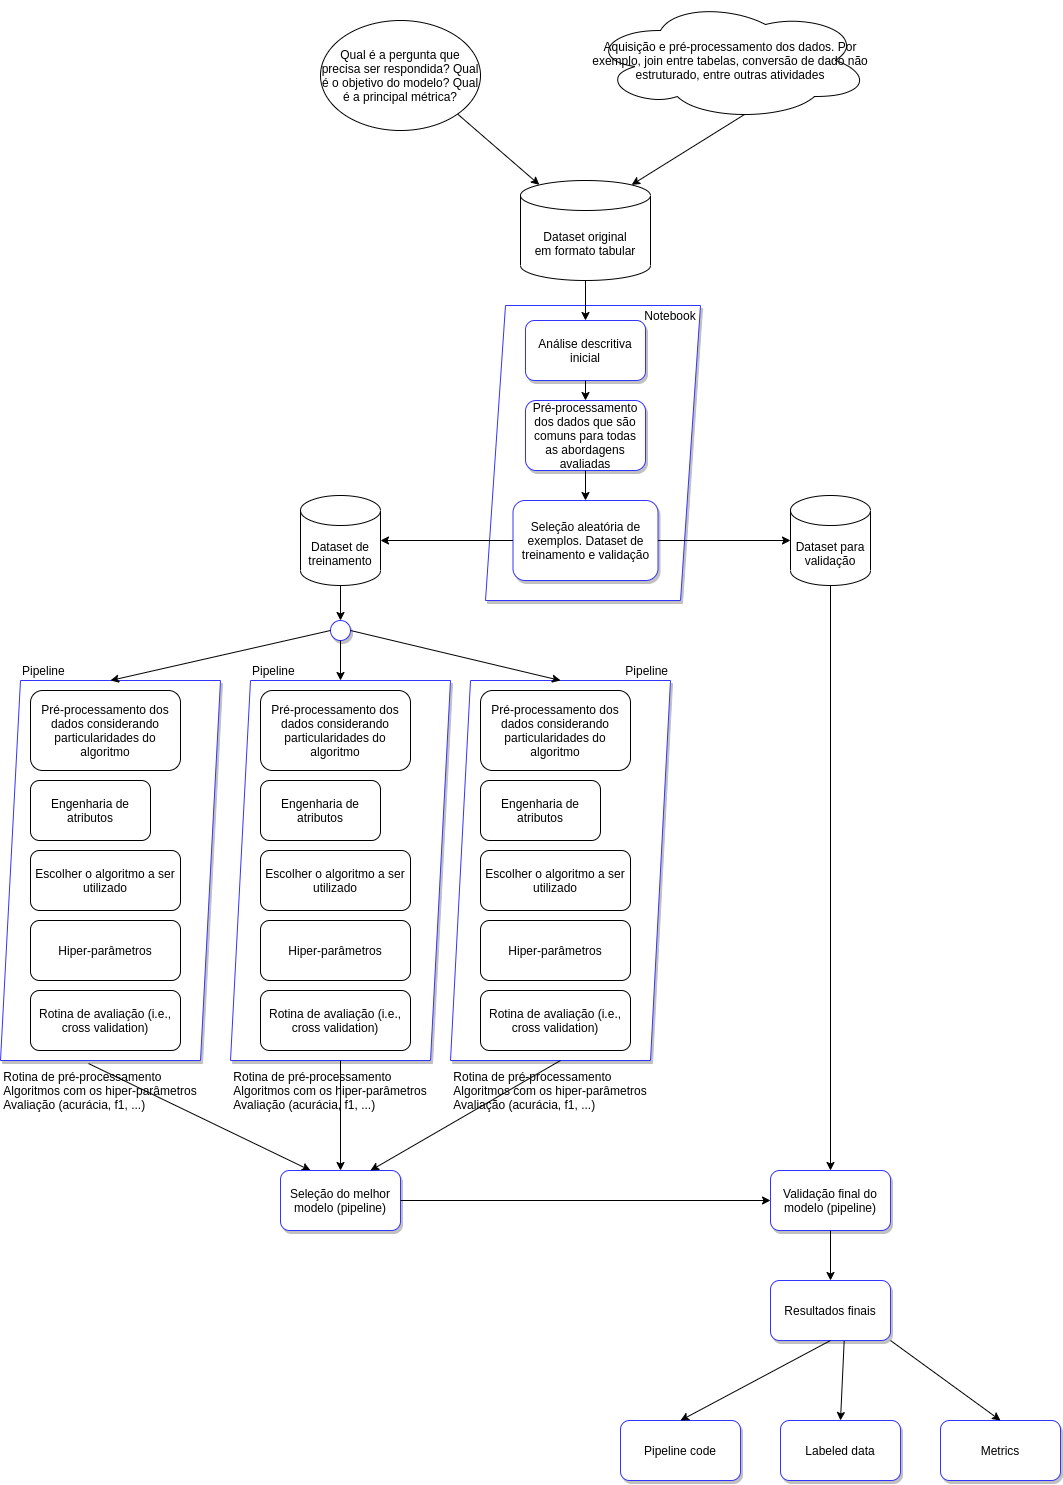 Qual é a pergunta que
precisa ser respondida? Qual
é o objetivo do modelo? Qual
é a principal métrica?
Aquisição e pré-processamento dos dados. Por
exemplo, join entre tabelas, conversão de dado não
estruturado, entre outras atividades
Dataset original
em formato tabular
Notebook
Análise descritiva
inicial
Pré-processamento
dos dados que são
comuns para todas
as abordagens
avaliadas
Seleção aleatória de
exemplos. Dataset de
treinamento e validação
Dataset de
treinamento
Dataset para
validação
Pipeline
Pré-processamento dos
dados considerando
particularidades do
algoritmo
Engenharia de
atributos
Escolher o algoritmo a ser
utilizado
Hiper-parâmetros
Rotina de avaliação (i.e.,
cross validation)
Rotina de pré-processamento
Algoritmos com os hiper-parâmetros
Avaliação (acurácia, f1, ...)
Pipeline
Pré-processamento dos
dados considerando
particularidades do
algoritmo
Engenharia de
atributos
Escolher o algoritmo a ser
utilizado
Hiper-parâmetros
Rotina de avaliação (i.e.,
cross validation)
Rotina de pré-processamento
Algoritmos com os hiper-parâmetros
Avaliação (acurácia, f1, ...)
Pipeline
Pré-processamento dos
dados considerando
particularidades do
algoritmo
Engenharia de
atributos
Escolher o algoritmo a ser
utilizado
Hiper-parâmetros
Rotina de avaliação (i.e.,
cross validation)
Rotina de pré-processamento
Algoritmos com os hiper-parâmetros
Avaliação (acurácia, f1, ...)
Seleção do melhor
modelo (pipeline)
Validação final do
modelo (pipeline)
Resultados finais
Pipeline code
Labeled data
Metrics